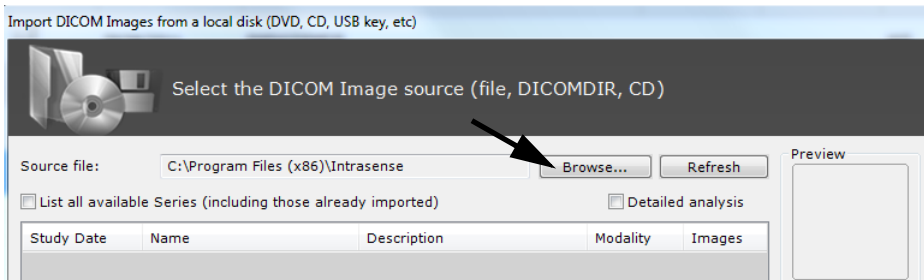 Import DICOM Images from a local disk (DVD, CD, USB key, etc)
Select the DICOM Image source (file, DICOMDIR, CD)
Source file: C:\Program Files (x86)\Intrasense Browse... Refresh Preview
List all available Series (including those already imported) Detailed analysis
Study Date Name Description Modality Images